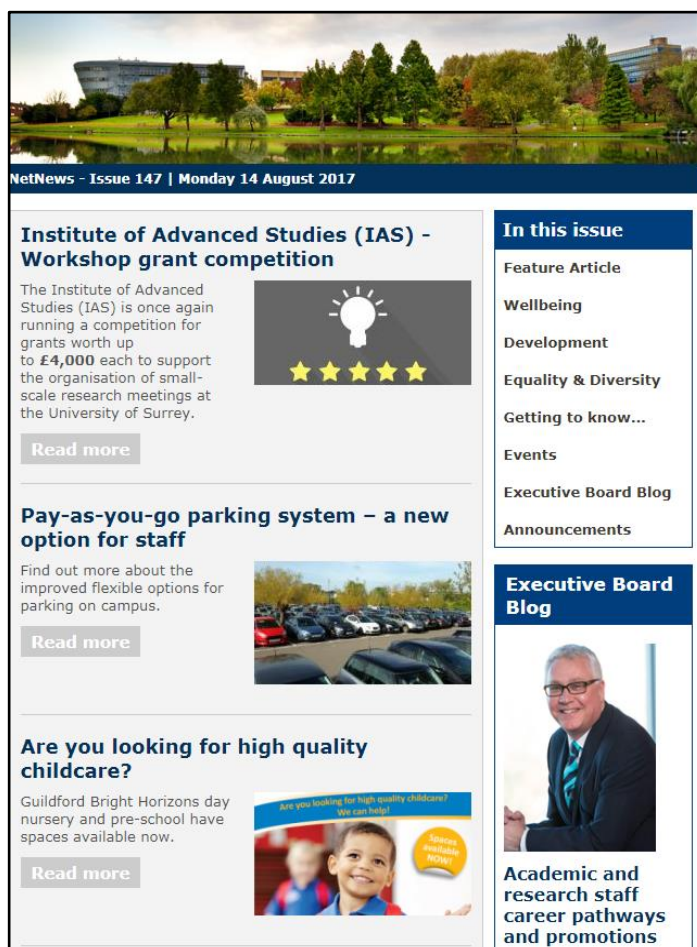 NetNews - Issue 147 | Monday 14 August 2017
Institute of Advanced Studies (IAS) -
Workshop grant competition
The Institute of Advanced
Studies (IAS) is once again
running a competition for
grants worth up
to £4,000 each to support
the organisation of small-
scale research meetings at
the University of Surrey.
Read more
Pay-as-you-go parking system – a new
option for staff
Find out more about the
improved flexible options for
parking on campus.
Read more
Are you looking for high quality
childcare?
Guildford Bright Horizons day
nursery and pre-school have
spaces available now.
Read more
Are you looking for high quality childcare?
We can help!
Spaces
available
NOW!
In this issue
Feature Article
Wellbeing
Development
Equality & Diversity
Getting to know...
Events
Executive Board Blog
Announcements
Executive Board
Blog
Academic and
research staff
career pathways
and promotions